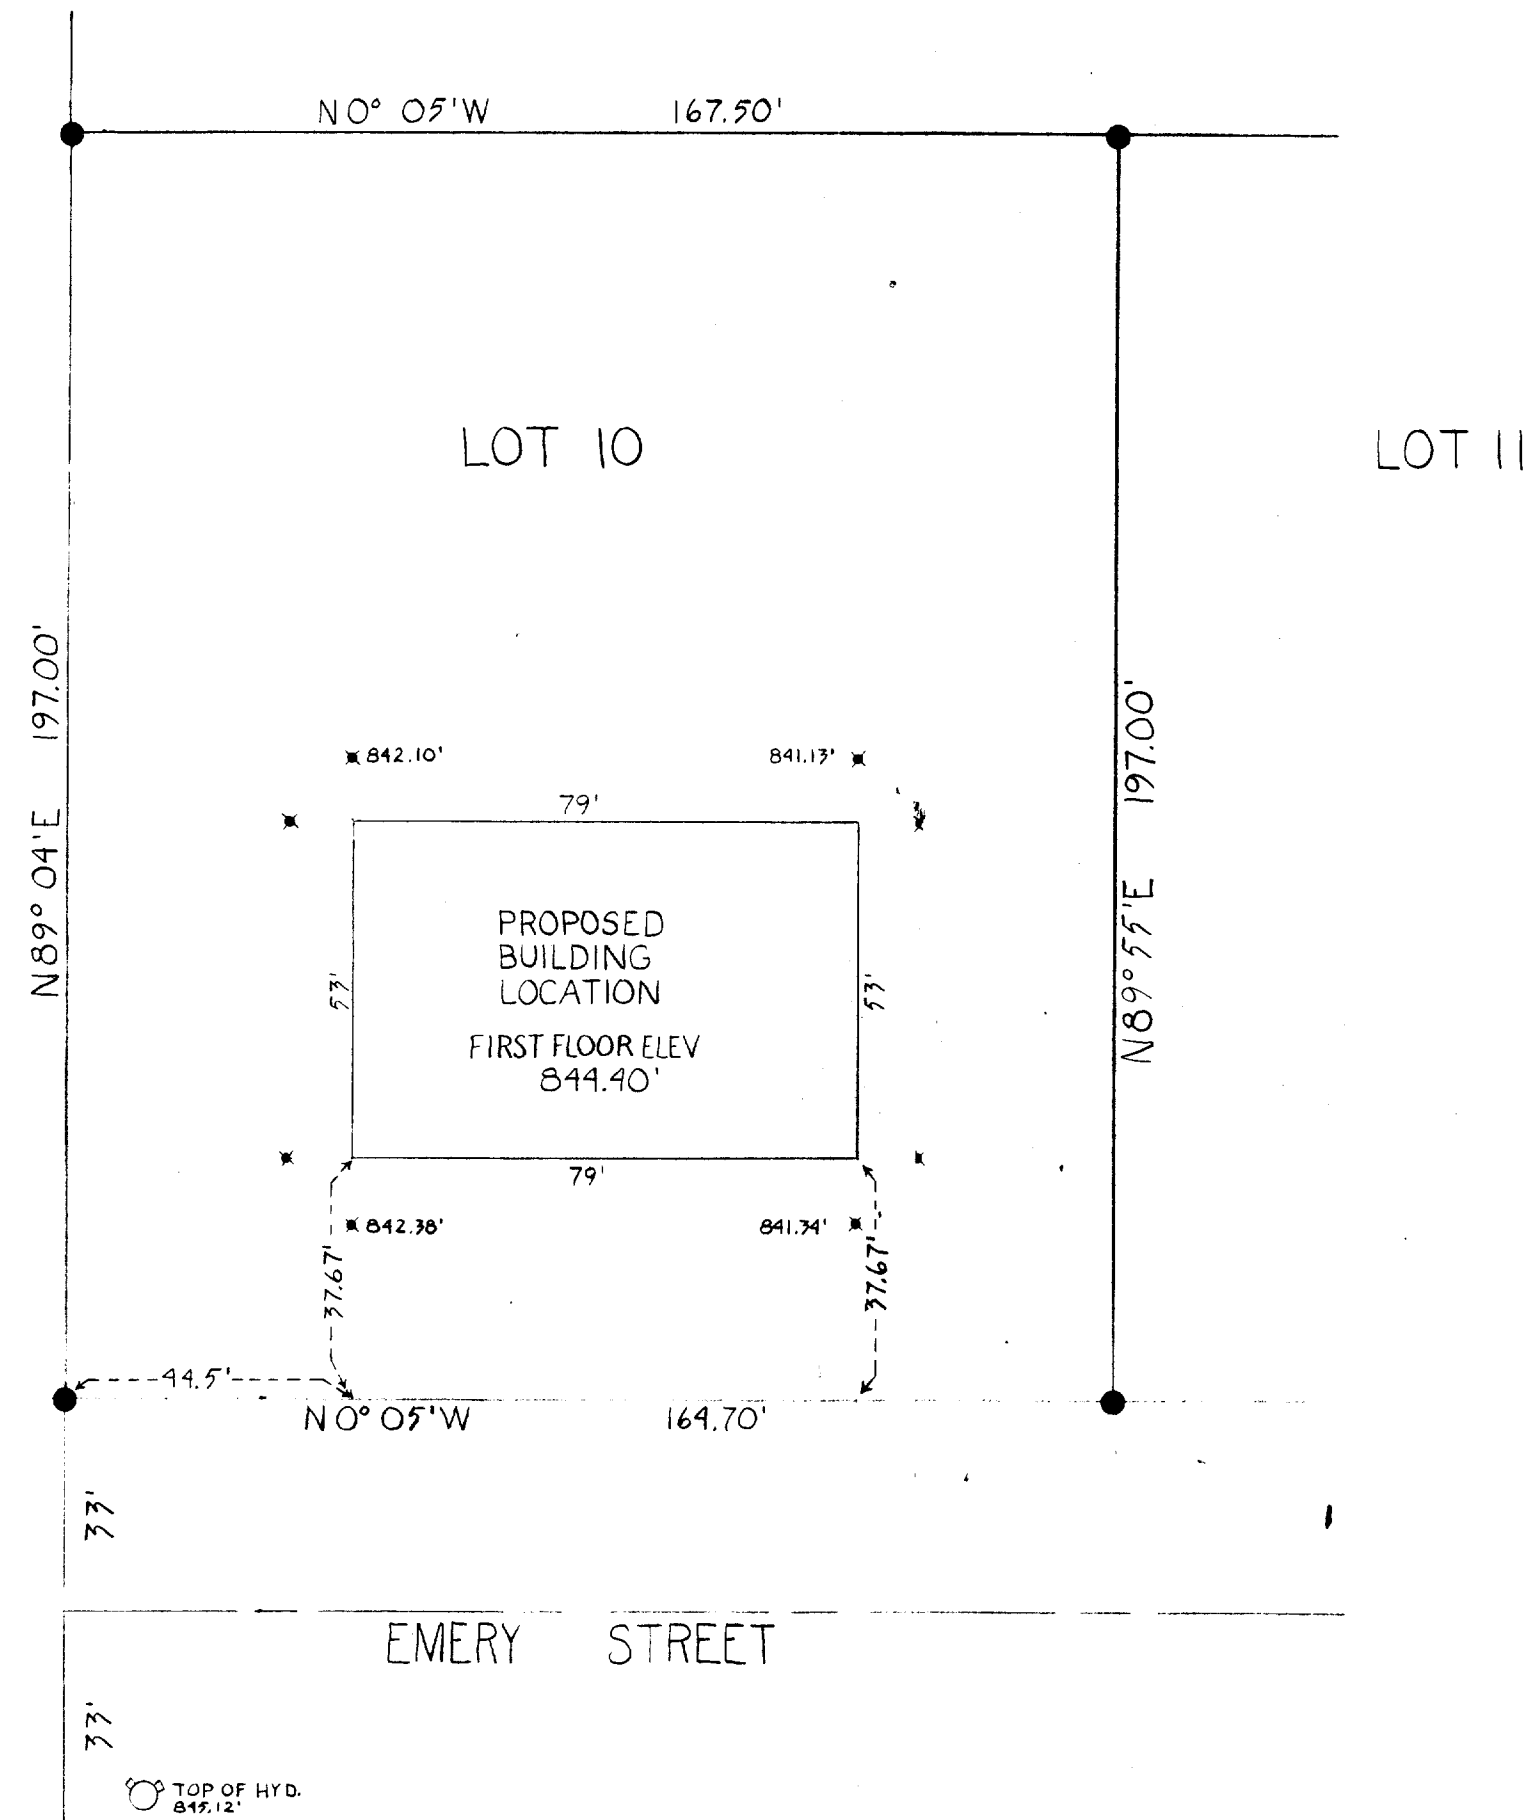 N 0° 05' W 167.50'
LOT 10
LOT 11
N 89° 04' E 197.00'
N 89° 55' E 197.00'
842.10'
841.13'
79'
PROPOSED
BUILDING
LOCATION
53'
53'
FIRST FLOOR ELEV
844.40'
79'
842.38'
841.34'
37.67'
37.67'
44.5'
N 0° 05' W 164.70'
33'
EMERY STREET
33'
TOP OF HYD.
845.12'